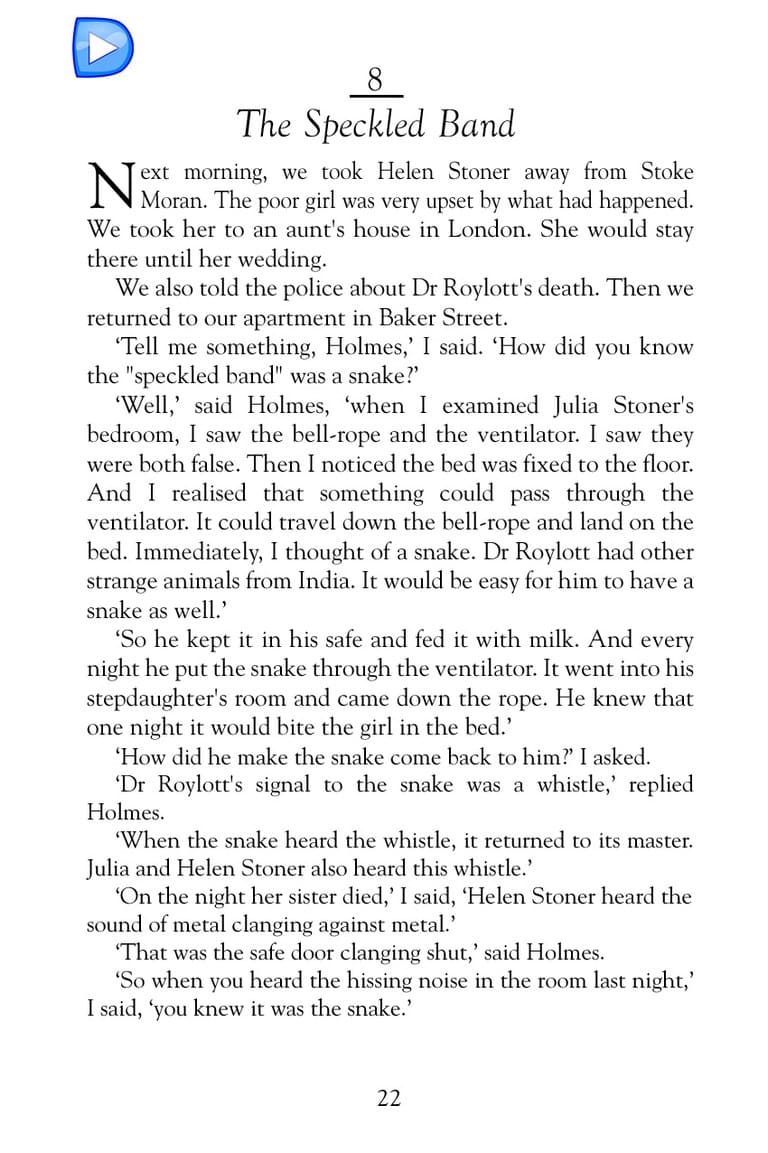 8
The Speckled Band
Next morning, we took Helen Stoner away from Stoke
Moran. The poor girl was very upset by what had happened.
We took her to an aunt's house in London. She would stay
there until her wedding.
We also told the police about Dr Roylott's death. Then we
returned to our apartment in Baker Street.
‘Tell me something, Holmes,’ I said. ‘How did you know
the "speckled band" was a snake?’
‘Well,’ said Holmes, ‘when I examined Julia Stoner's
bedroom, I saw the bell-rope and the ventilator. I saw they
were both false. Then I noticed the bed was fixed to the floor.
And I realised that something could pass through the
ventilator. It could travel down the bell-rope and land on the
bed. Immediately, I thought of a snake. Dr Roylott had other
strange animals from India. It would be easy for him to have a
snake as well.’
‘So he kept it in his safe and fed it with milk. And every
night he put the snake through the ventilator. It went into his
stepdaughter's room and came down the rope. He knew that
one night it would bite the girl in the bed.’
‘How did he make the snake come back to him?’ I asked.
‘Dr Roylott's signal to the snake was a whistle,’ replied
Holmes.
‘When the snake heard the whistle, it returned to its master.
Julia and Helen Stoner also heard this whistle.’
‘On the night her sister died,’ I said, ‘Helen Stoner heard the
sound of metal clanging against metal.’
‘That was the safe door clanging shut,’ said Holmes.
‘So when you heard the hissing noise in the room last night,’
I said, ‘you knew it was the snake.’
22